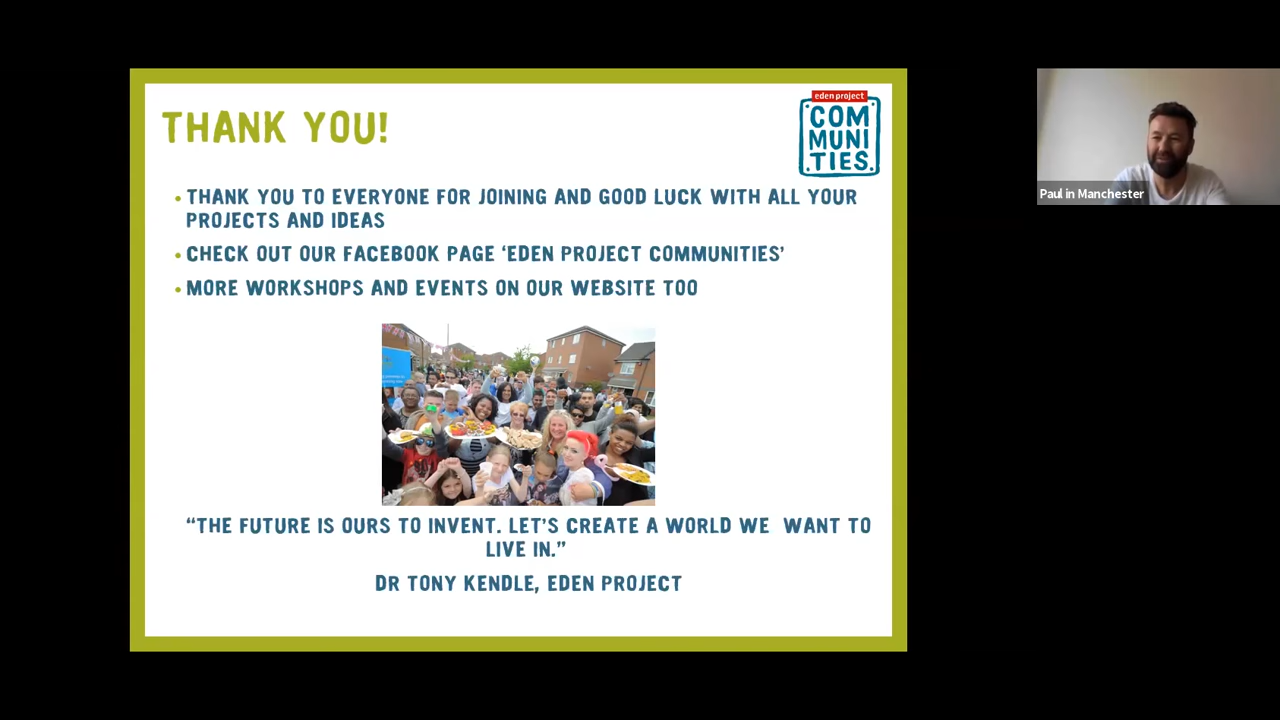 THANK YOU!
eden project
COM
MUNI
TIES
• THANK YOU TO EVERYONE FOR JOINING AND GOOD LUCK WITH ALL YOUR
PROJECTS AND IDEAS
• CHECK OUT OUR FACEBOOK PAGE ‘EDEN PROJECT COMMUNITIES’
• MORE WORKSHOPS AND EVENTS ON OUR WEBSITE TOO
“THE FUTURE IS OURS TO INVENT. LET’S CREATE A WORLD WE WANT TO
LIVE IN.”
DR TONY KENDLE, EDEN PROJECT
Paul in Manchester